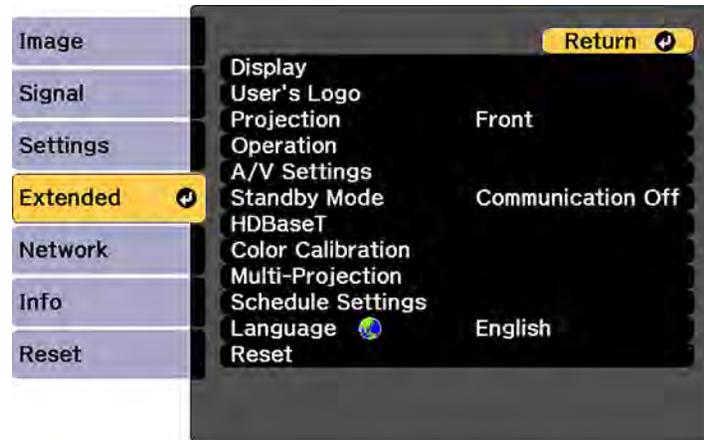 Image
Signal
Settings
Extended
Network
Info
Reset
Return
Display
User's Logo
Projection Front
Operation
A/V Settings
Standby Mode Communication Off
HDBaseT
Color Calibration
Multi-Projection
Schedule Settings
Language English
Reset